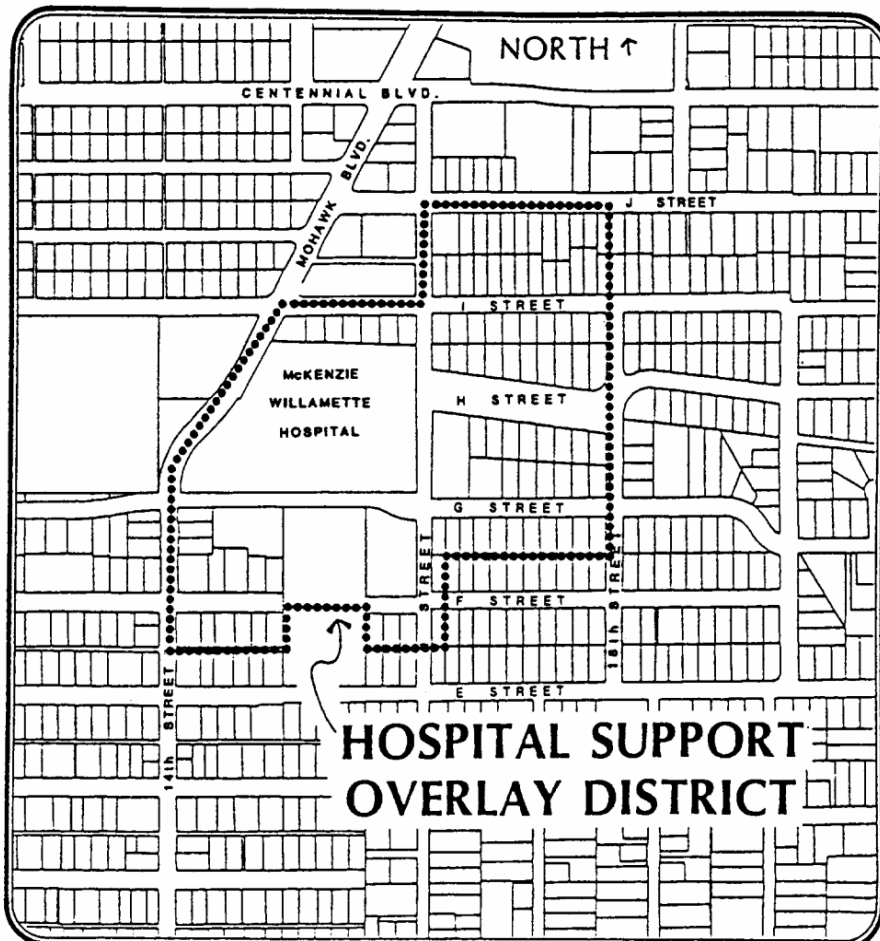 NORTH ↑
CENTENNIAL BLVD.
MOHAWK BLVD.
J STREET
I STREET
McKENZIE
WILLAMETTE
HOSPITAL
H STREET
G STREET
STREET
F STREET
18th STREET
E STREET
14th STREET
HOSPITAL SUPPORT
OVERLAY DISTRICT